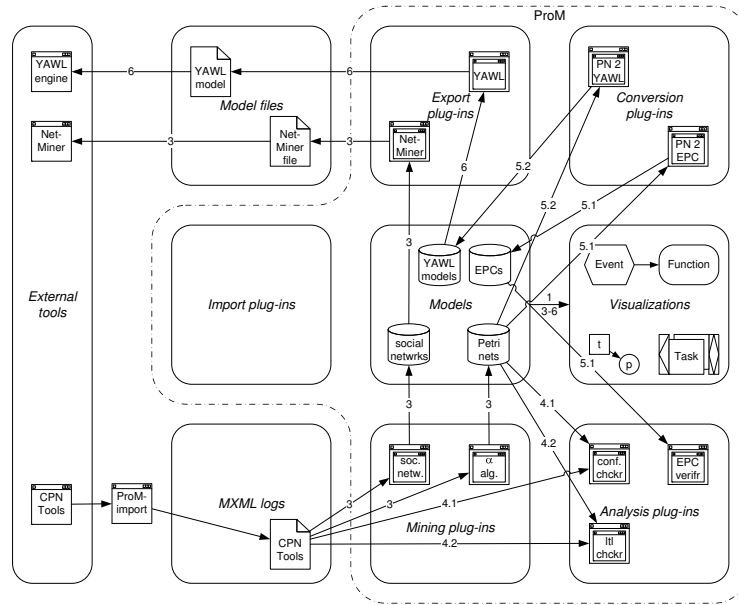 ProM
YAWL
engine
6
YAWL
model
6
YAWL
PN 2
YAWL
Model files
Export
plug-ins
Conversion
plug-ins
Net-
Miner
3
Net-
Miner
file
3
Net-
Miner
PN 2
EPC
5.2
6
5.2
5.1
3
5.1
YAWL
models
EPCs
Event
Function
External
tools
Import plug-ins
Models
1
3-6
Visualizations
social
netwrks
Petri
nets
t
p
Task
5.1
3
3
4.1
4.2
MXML logs
soc.
netw.
α
alg.
conf.
chckr
EPC
verifr
CPN
Tools
ProM-
import
3
3
4.1
Mining plug-ins
Analysis plug-ins
CPN
Tools
4.2
ltl
chckr